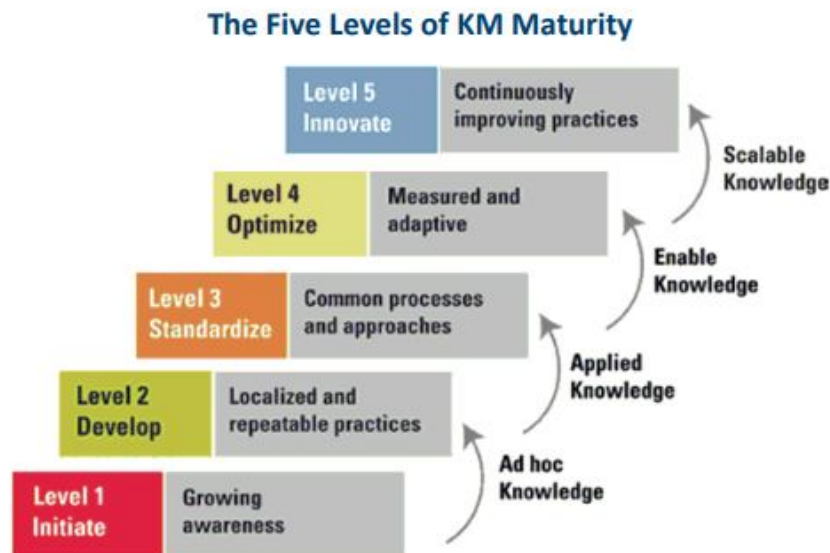 The Five Levels of KM Maturity
Level 5
Innovate
Continuously
improving practices
Scalable
Knowledge
Level 4
Optimize
Measured and
adaptive
Enable
Knowledge
Level 3
Standardize
Common processes
and approaches
Applied
Knowledge
Level 2
Develop
Localized and
repeatable practices
Ad hoc
Knowledge
Level 1
Initiate
Growing
awareness